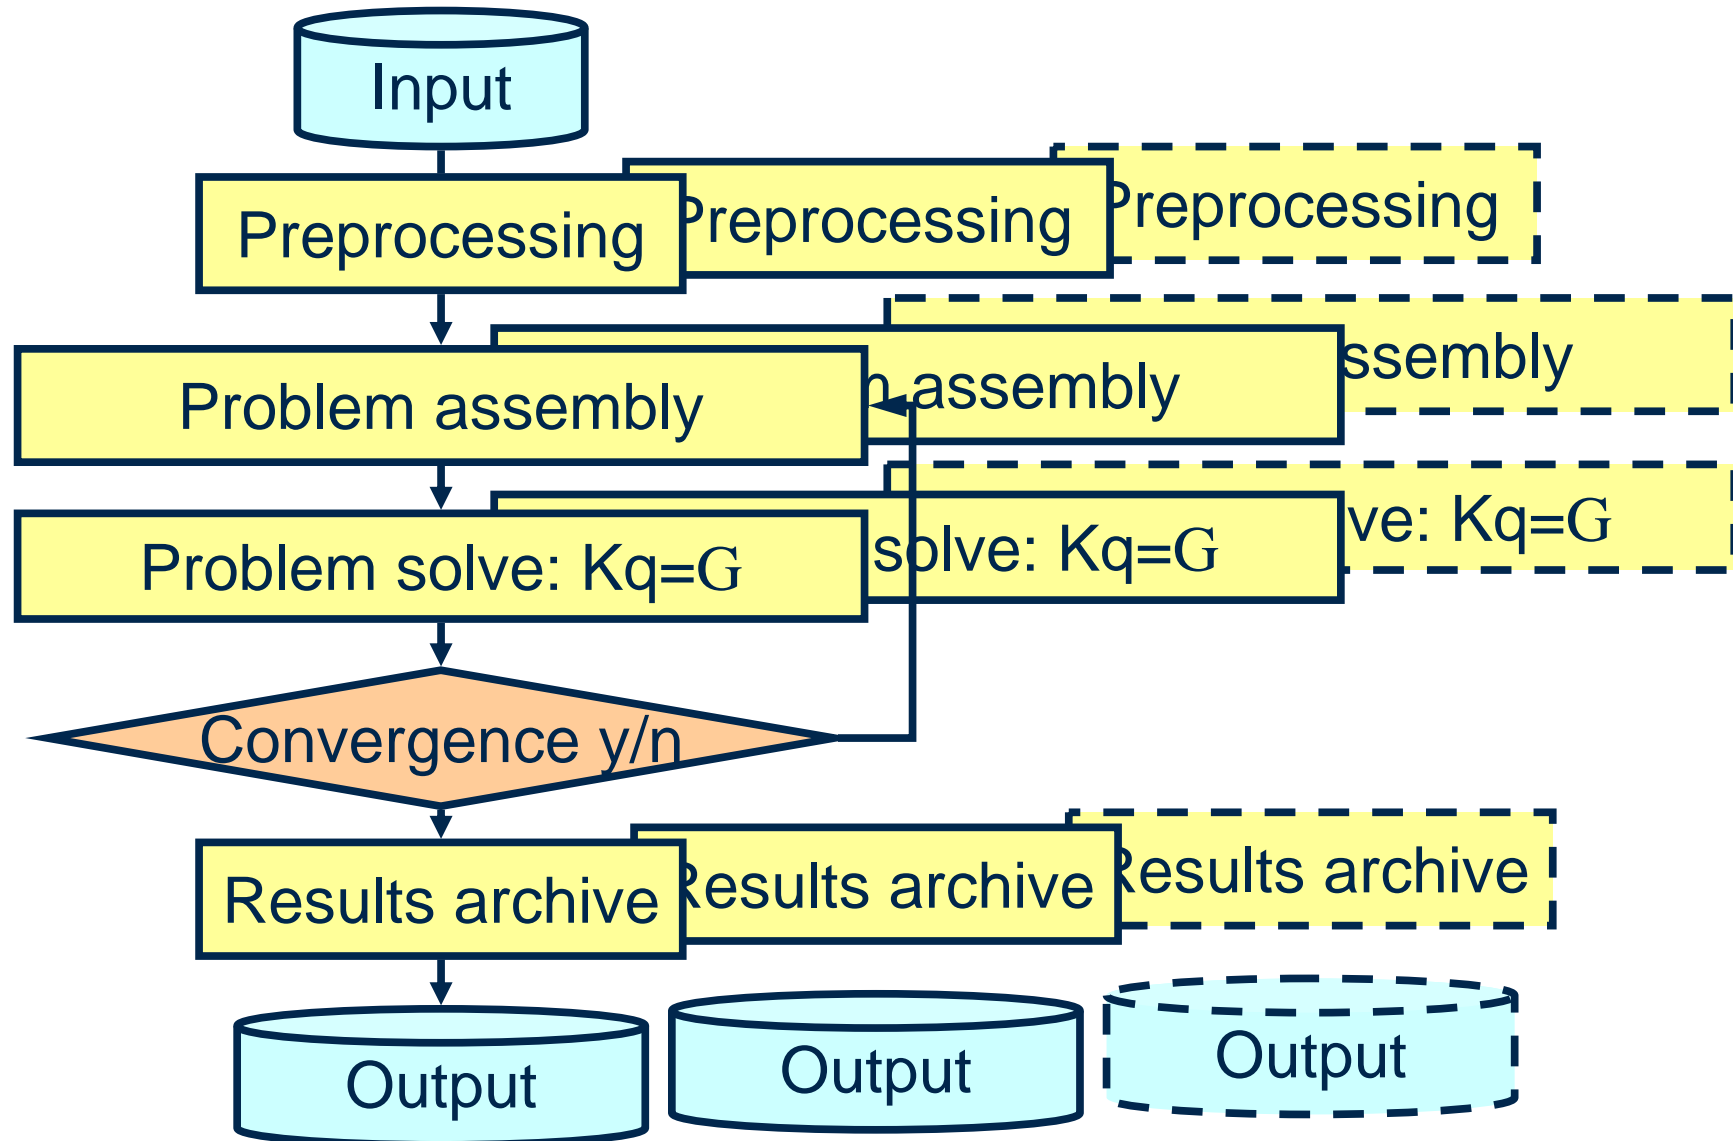 Input
Preprocessing
Preprocessing
Preprocessing
Problem assembly
assembly
ssembly
Problem solve: Kq=G
solve: Kq=G
ve: Kq=G
Convergence y/n
Results archive
Results archive
Results archive
Output
Output
Output